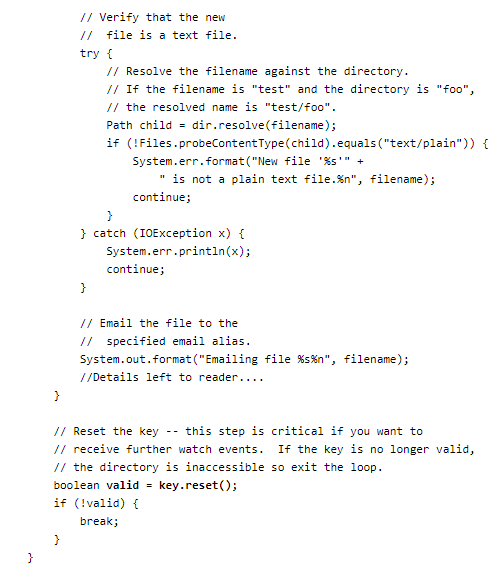 // Verify that the new
        //  file is a text file.
        try {
            // Resolve the filename against the directory.
            // If the filename is "test" and the directory is "foo",
            // the resolved name is "test/foo".
            Path child = dir.resolve(filename);
            if (!Files.probeContentType(child).equals("text/plain")) {
                System.err.format("New file '%s'" +
                    " is not a plain text file.%n", filename);
                continue;
            }
        } catch (IOException x) {
            System.err.println(x);
            continue;
        }

        // Email the file to the
        //  specified email alias.
        System.out.format("Emailing file %s%n", filename);
        //Details left to reader....
    }

    // Reset the key -- this step is critical if you want to
    // receive further watch events.  If the key is no longer valid,
    // the directory is inaccessible so exit the loop.
    boolean valid = key.reset();
    if (!valid) {
        break;
    }
}